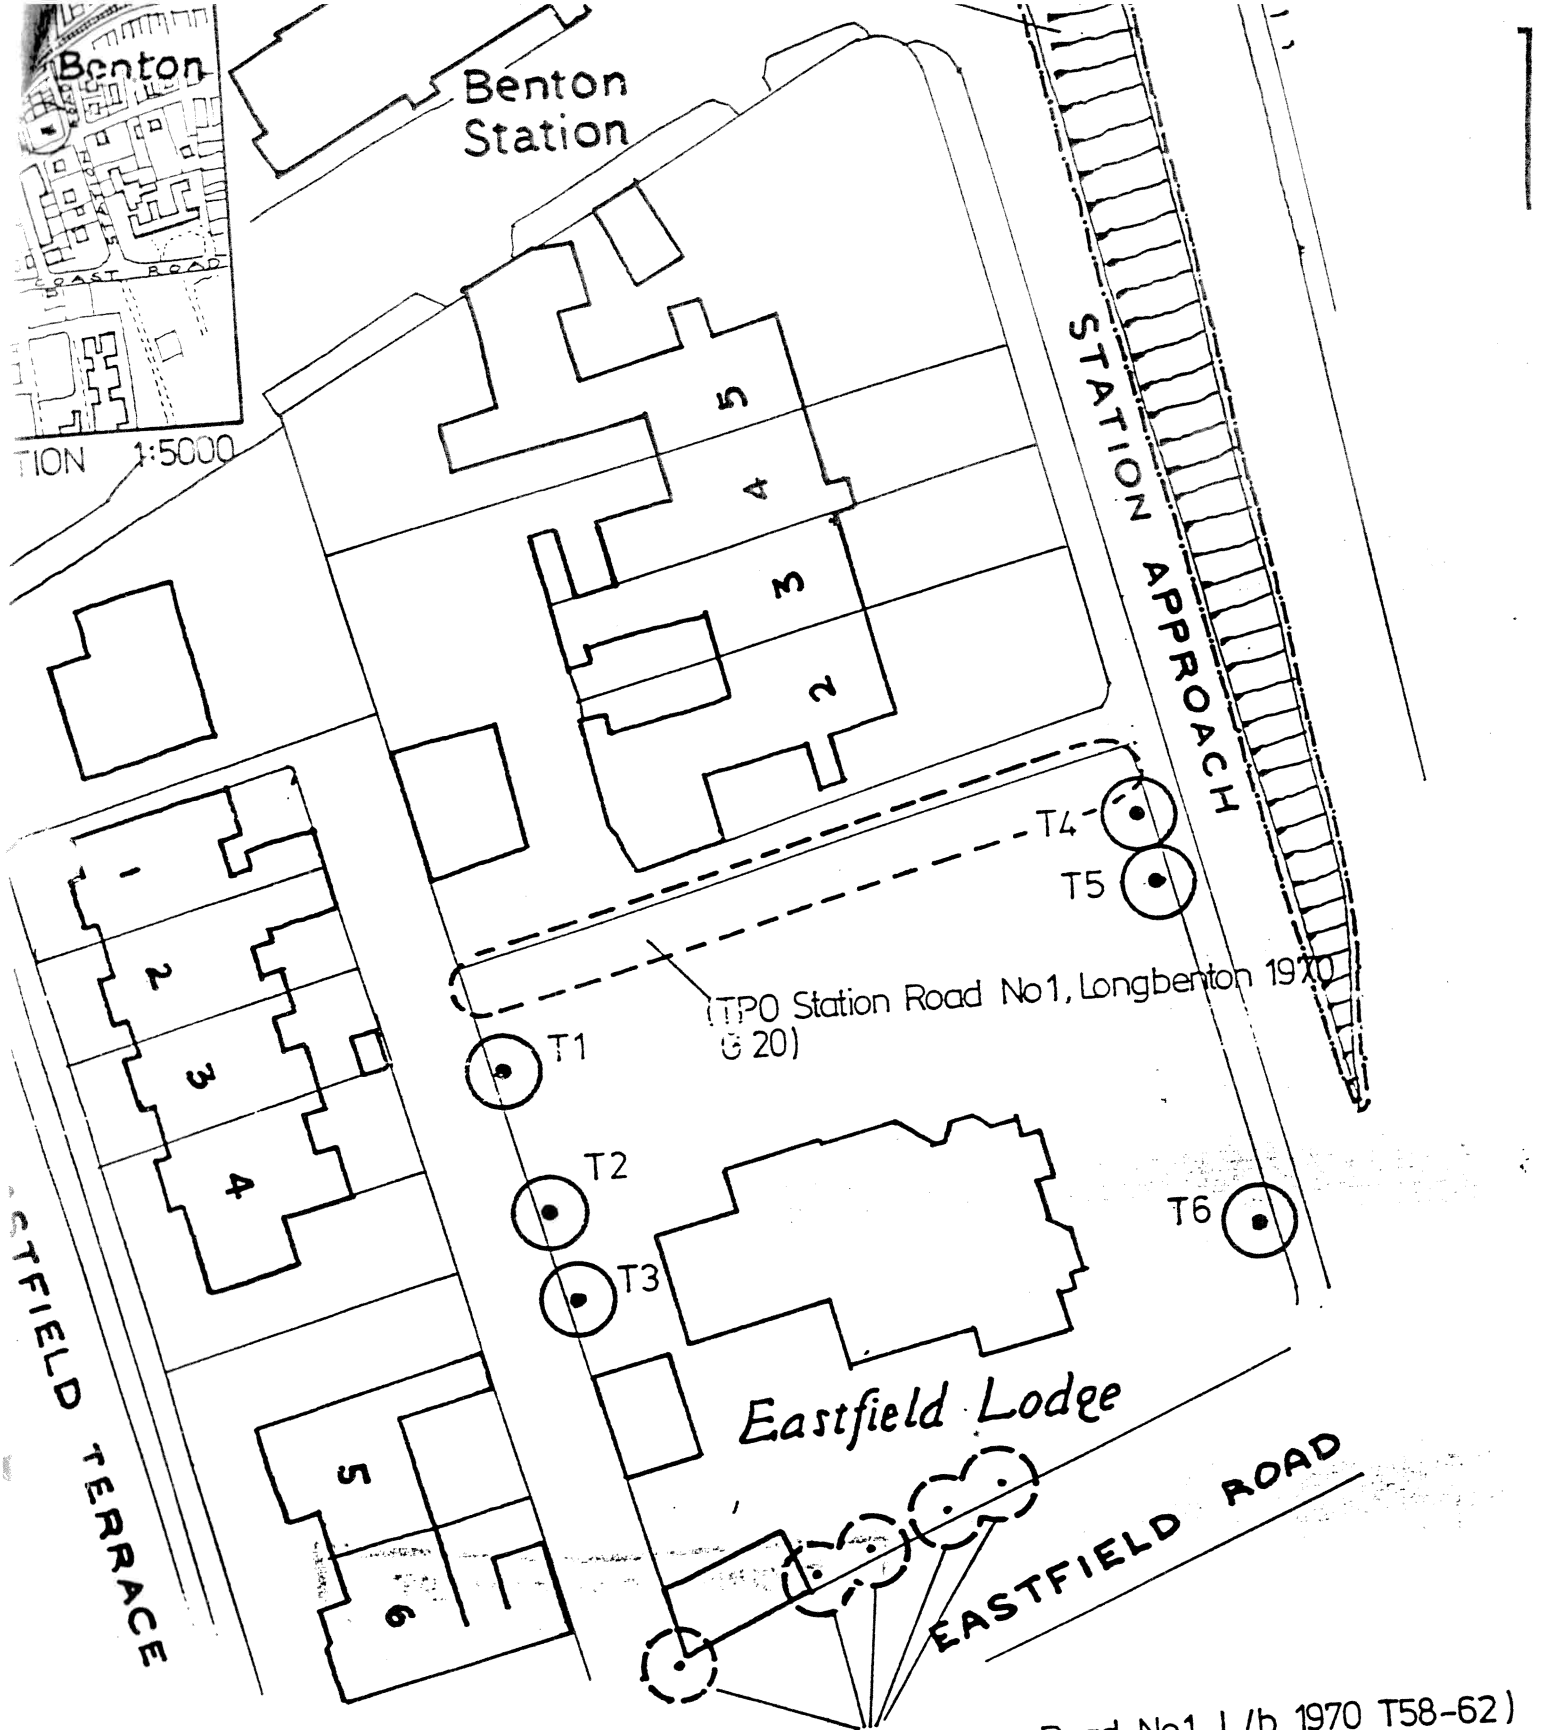 Benton
Benton
Station
COAST ROAD
TION 1:5000
STATION APPROACH
5
4
3
2
1
2
3
4
5
6
T4
T5
(TPO Station Road No1, Longbenton 1970
G 20)
T1
T2
T3
T6
Eastfield Lodge
EASTFIELD ROAD
STFIELD TERRACE
Road No1 L/b 1970 T58-62)